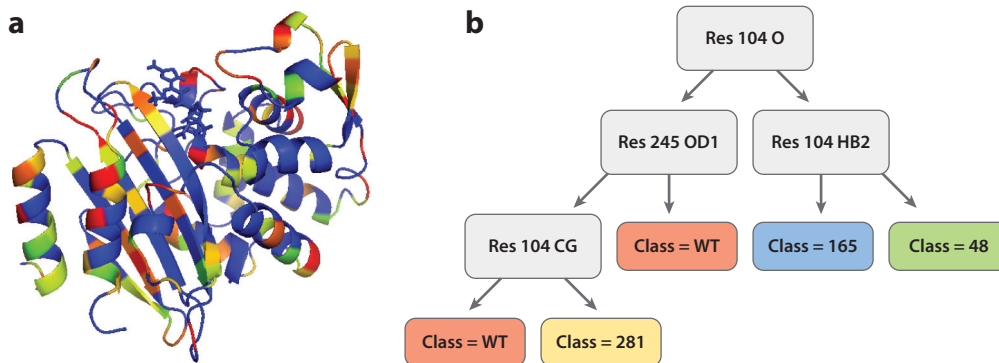 a
b
Res 104 O
Res 245 OD1
Res 104 HB2
Res 104 CG
Class = WT
Class = 165
Class = 48
Class = WT
Class = 281